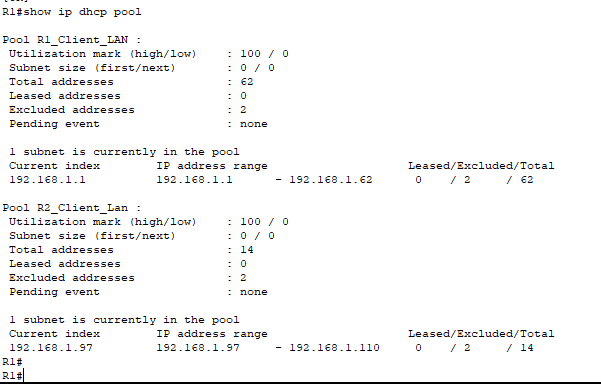 R1#show ip dhcp pool
Pool R1_Client_LAN :
Utilization mark (high/low) : 100 / 0
Subnet size (first/next) : 0 / 0
Total addresses : 62
Leased addresses : 0
Excluded addresses : 2
Pending event : none
1 subnet is currently in the pool
Current index IP address range Leased/Excluded/Total
192.168.1.1 192.168.1.1 - 192.168.1.62 0 / 2 / 62
Pool R2_Client_Lan :
Utilization mark (high/low) : 100 / 0
Subnet size (first/next) : 0 / 0
Total addresses : 14
Leased addresses : 0
Excluded addresses : 2
Pending event : none
1 subnet is currently in the pool
Current index IP address range Leased/Excluded/Total
192.168.1.97 192.168.1.97 - 192.168.1.110 0 / 2 / 14
R1#
R1#